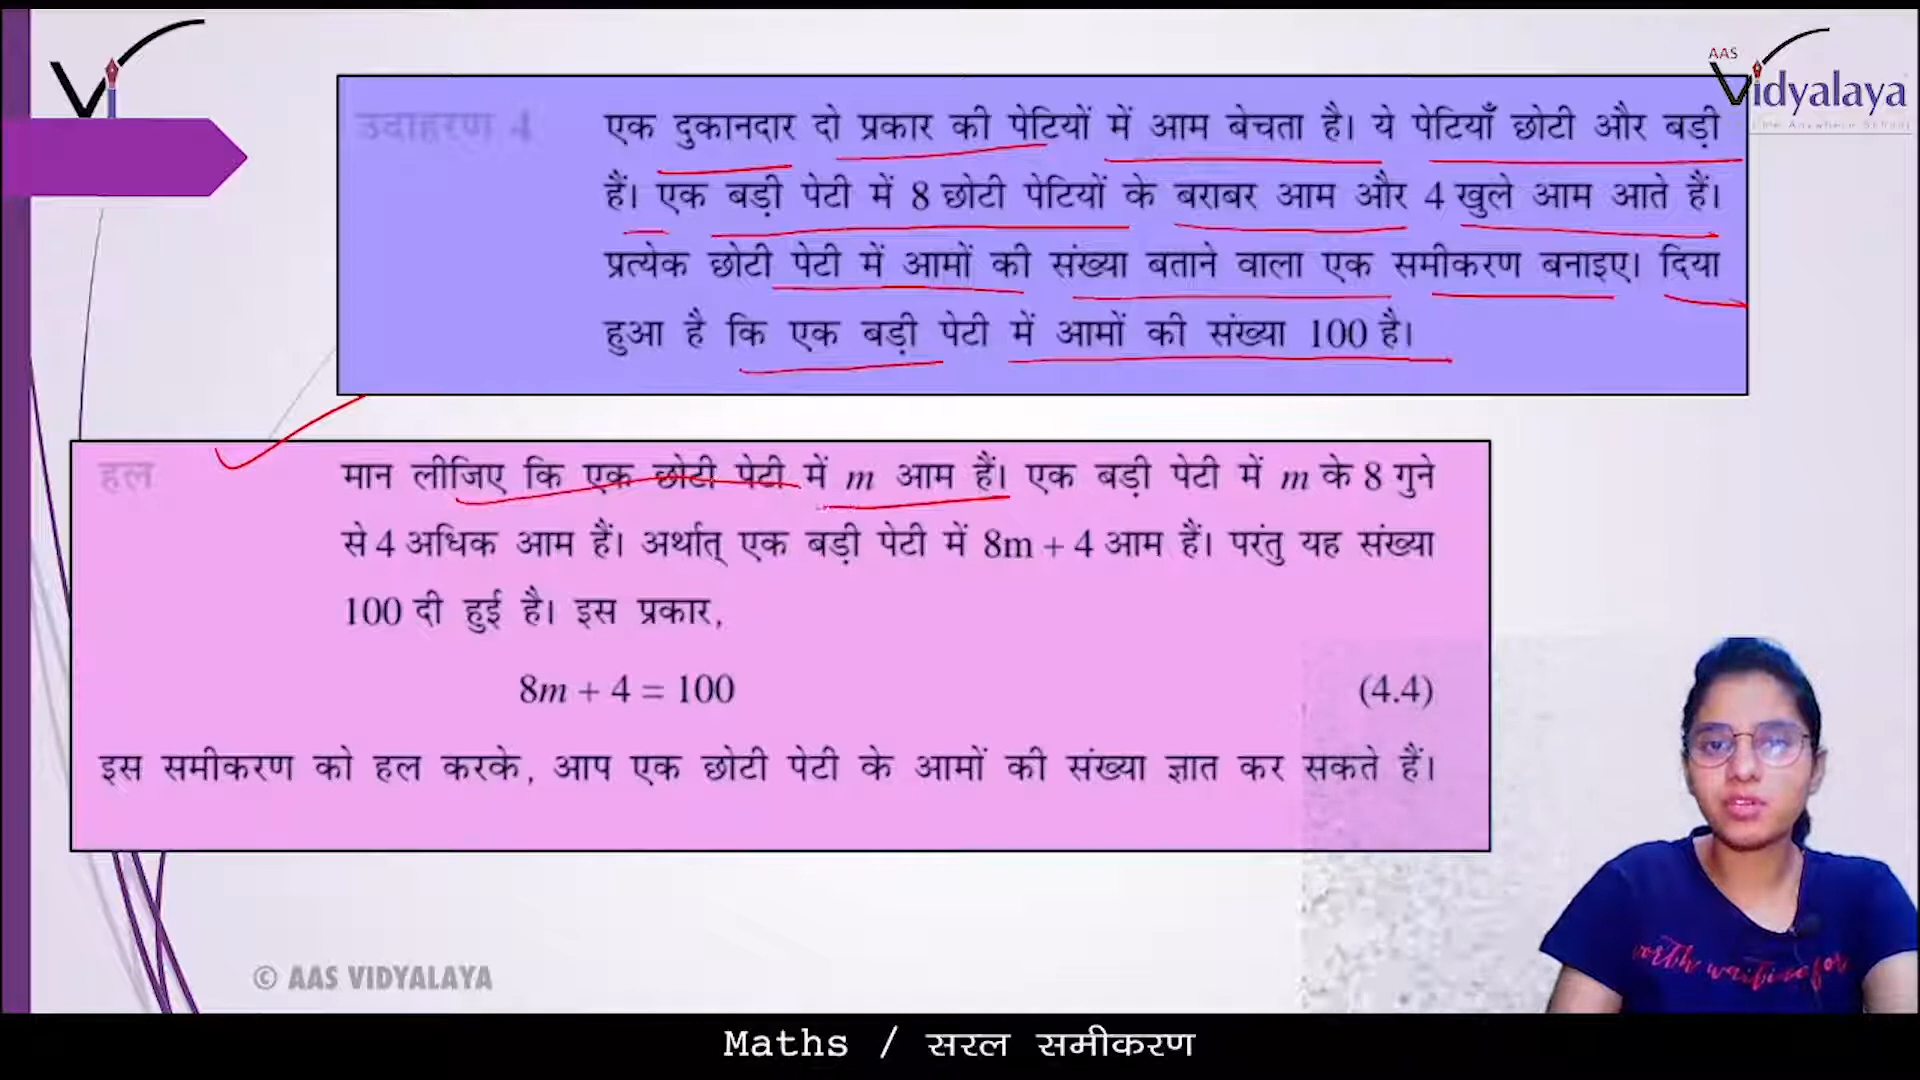 AAS
Vidyalaya
उदाहरण 4
एक दुकानदार दो प्रकार की पेटियों में आम बेचता है। ये पेटियाँ छोटी और बड़ी
हैं। एक बड़ी पेटी में 8 छोटी पेटियों के बराबर आम और 4 खुले आम आते हैं।
प्रत्येक छोटी पेटी में आमों की संख्या बताने वाला एक समीकरण बनाइए। दिया
हुआ है कि एक बड़ी पेटी में आमों की संख्या 100 है।
हल
मान लीजिए कि एक छोटी पेटी में m आम हैं। एक बड़ी पेटी में m के 8 गुने
से 4 अधिक आम हैं। अर्थात् एक बड़ी पेटी में 8m + 4 आम हैं। परंतु यह संख्या
100 दी हुई है। इस प्रकार,
8m + 4 = 100 (4.4)
इस समीकरण को हल करके, आप एक छोटी पेटी के आमों की संख्या ज्ञात कर सकते हैं।
worth waiting for
© AAS VIDYALAYA
Maths / सरल समीकरण